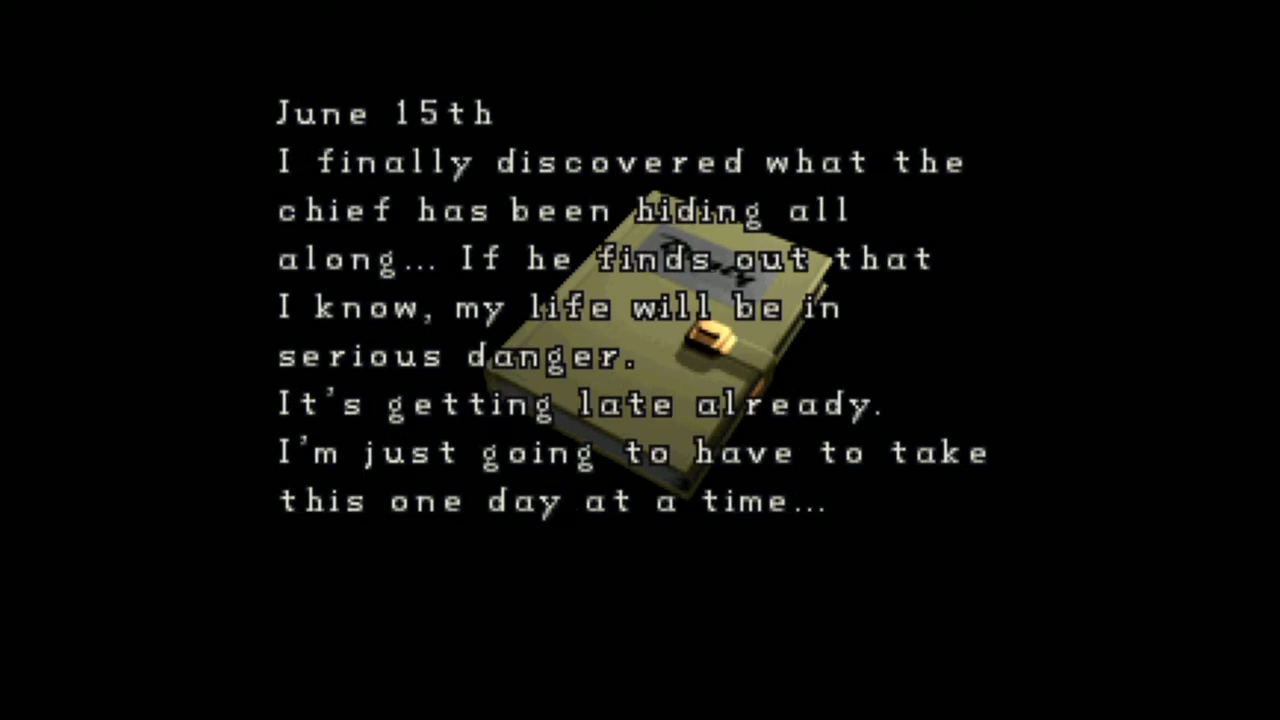 June 15th
I finally discovered what the
chief has been hiding all
along... If he finds out that
I know, my life will be in
serious danger.
It's getting late already.
I'm just going to have to take
this one day at a time...